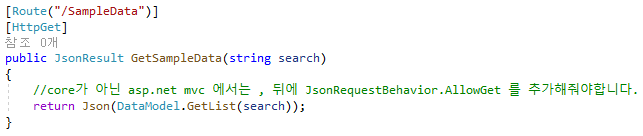 [Route("/SampleData")]
[HttpGet]
참조 0개
public JsonResult GetSampleData(string search)
{
//core가 아닌 asp.net mvc 에서는 , 뒤에 JsonRequestBehavior.AllowGet 를 추가해줘야합니다.
return Json(DataModel.GetList(search));
}